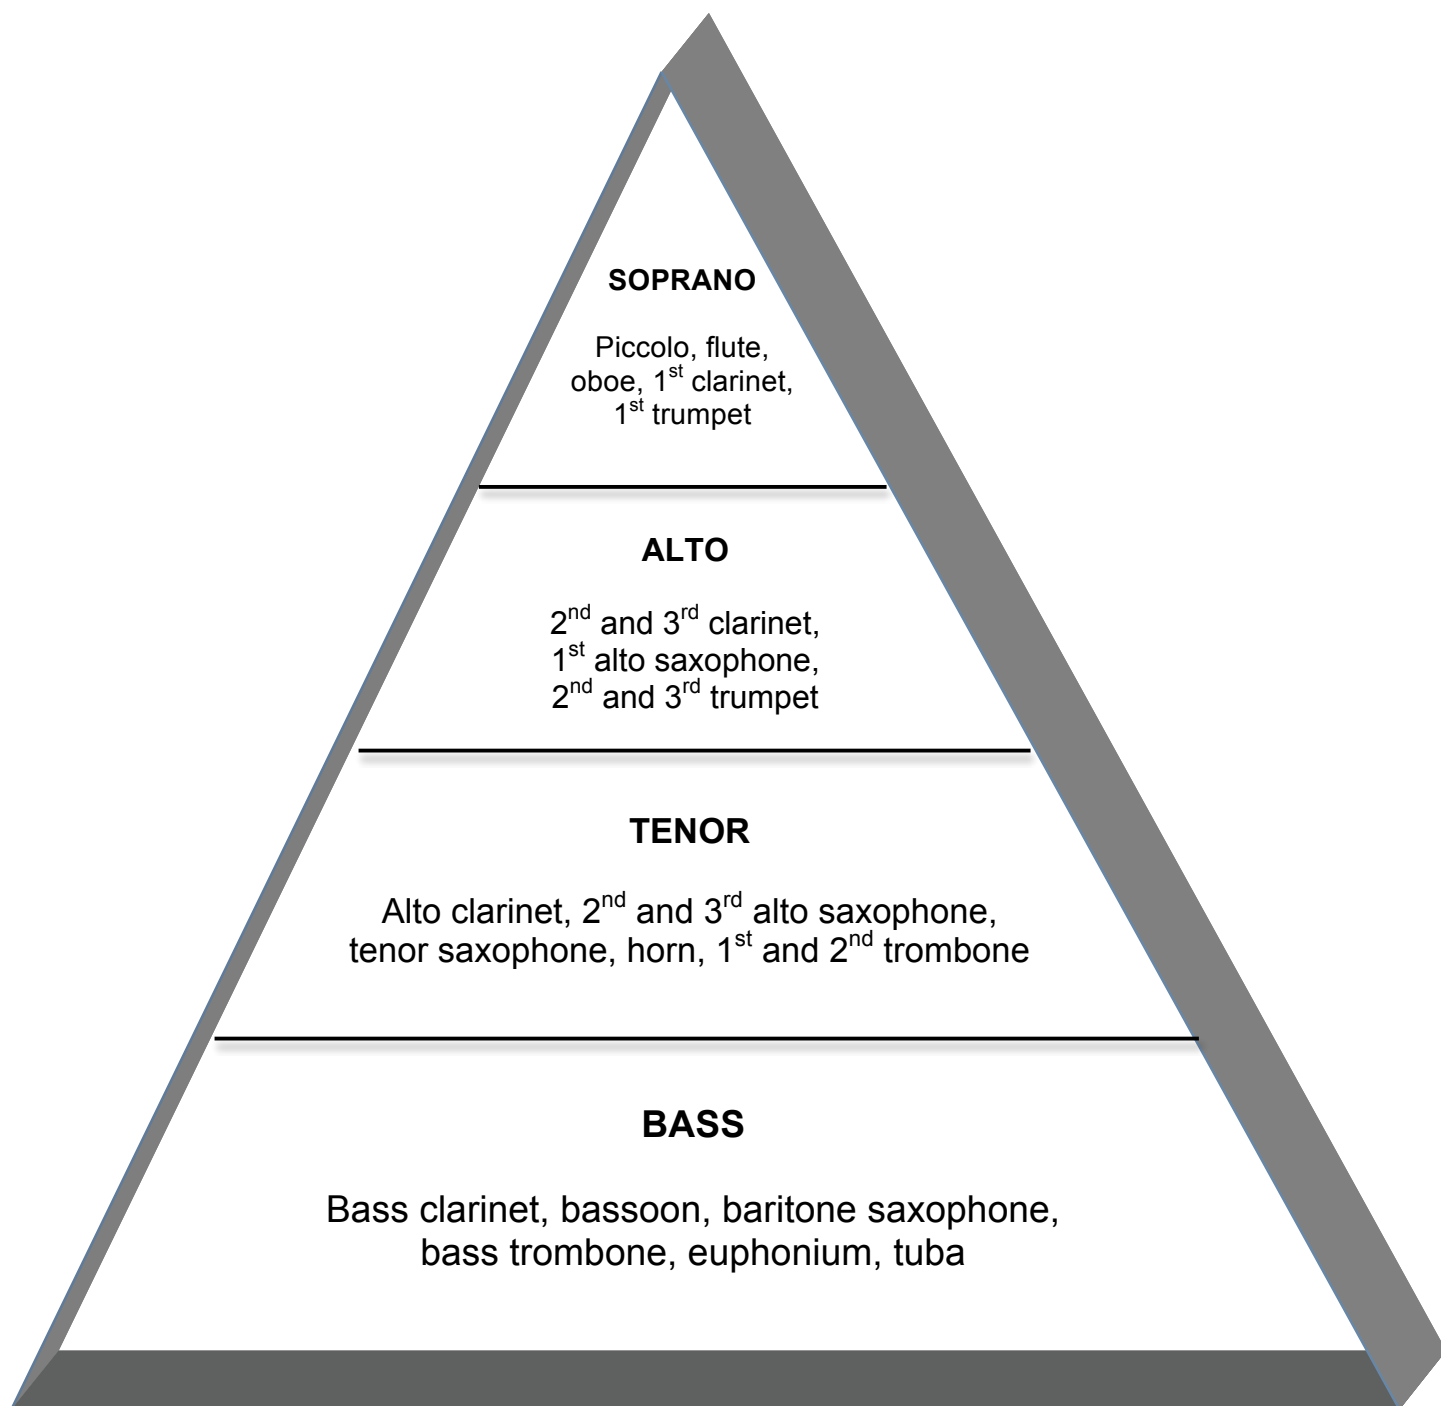 SOPRANO
Piccolo, flute,
oboe, 1st clarinet,
1st trumpet
ALTO
2nd and 3rd clarinet,
1st alto saxophone,
2nd and 3rd trumpet
TENOR
Alto clarinet, 2nd and 3rd alto saxophone,
tenor saxophone, horn, 1st and 2nd trombone
BASS
Bass clarinet, bassoon, baritone saxophone,
bass trombone, euphonium, tuba